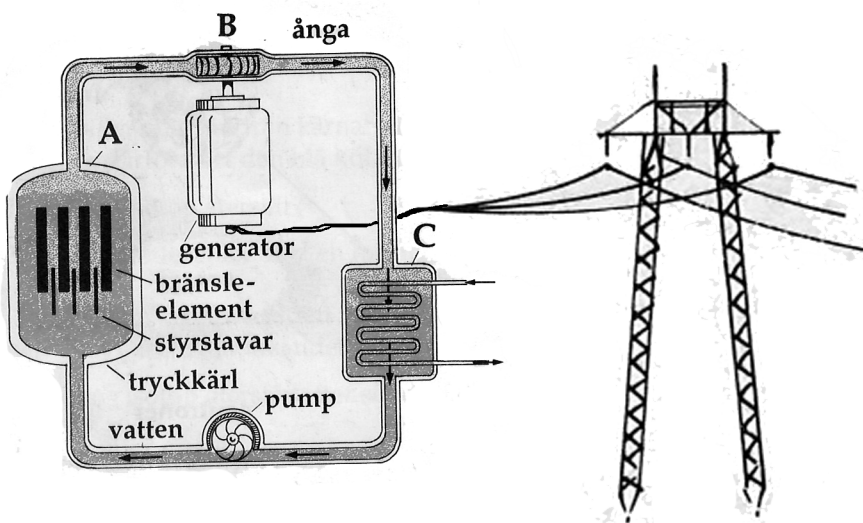 B
ånga
A
generator
C
bränsle-
element
styrstavar
tryckkärl
pump
vatten